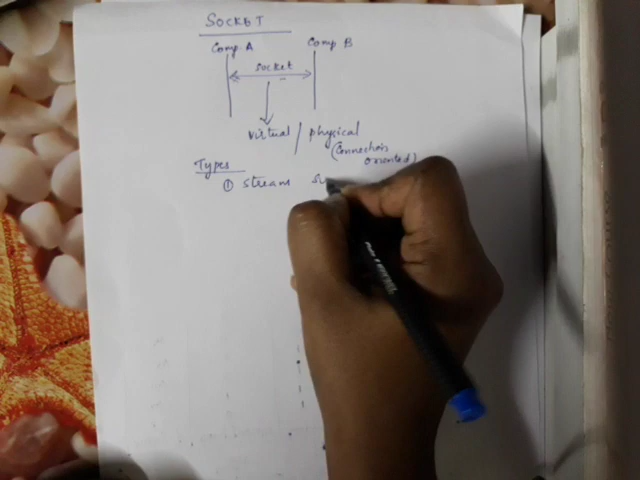 SOCKET
Comp. A Comp B
socket
Virtual / Physical
(Connection
oriented)
Types
① Stream